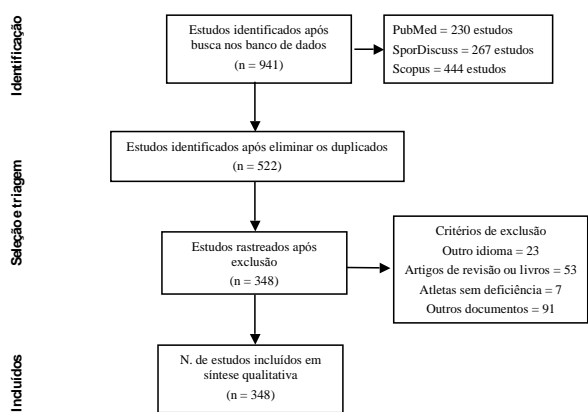 Identificação
Estudos identificados após
busca nos banco de dados
(n = 941)
PubMed = 230 estudos
SporDiscuss = 267 estudos
Scopus = 444 estudos
Seleção e triagem
Estudos identificados após eliminar os duplicados
(n = 522)
Estudos rastreados após
exclusão
(n = 348)
Critérios de exclusão
Outro idioma = 23
Artigos de revisão ou livros = 53
Atletas sem deficiência = 7
Outros documentos = 91
Incluídos
N. de estudos incluídos em
síntese qualitativa
(n = 348)